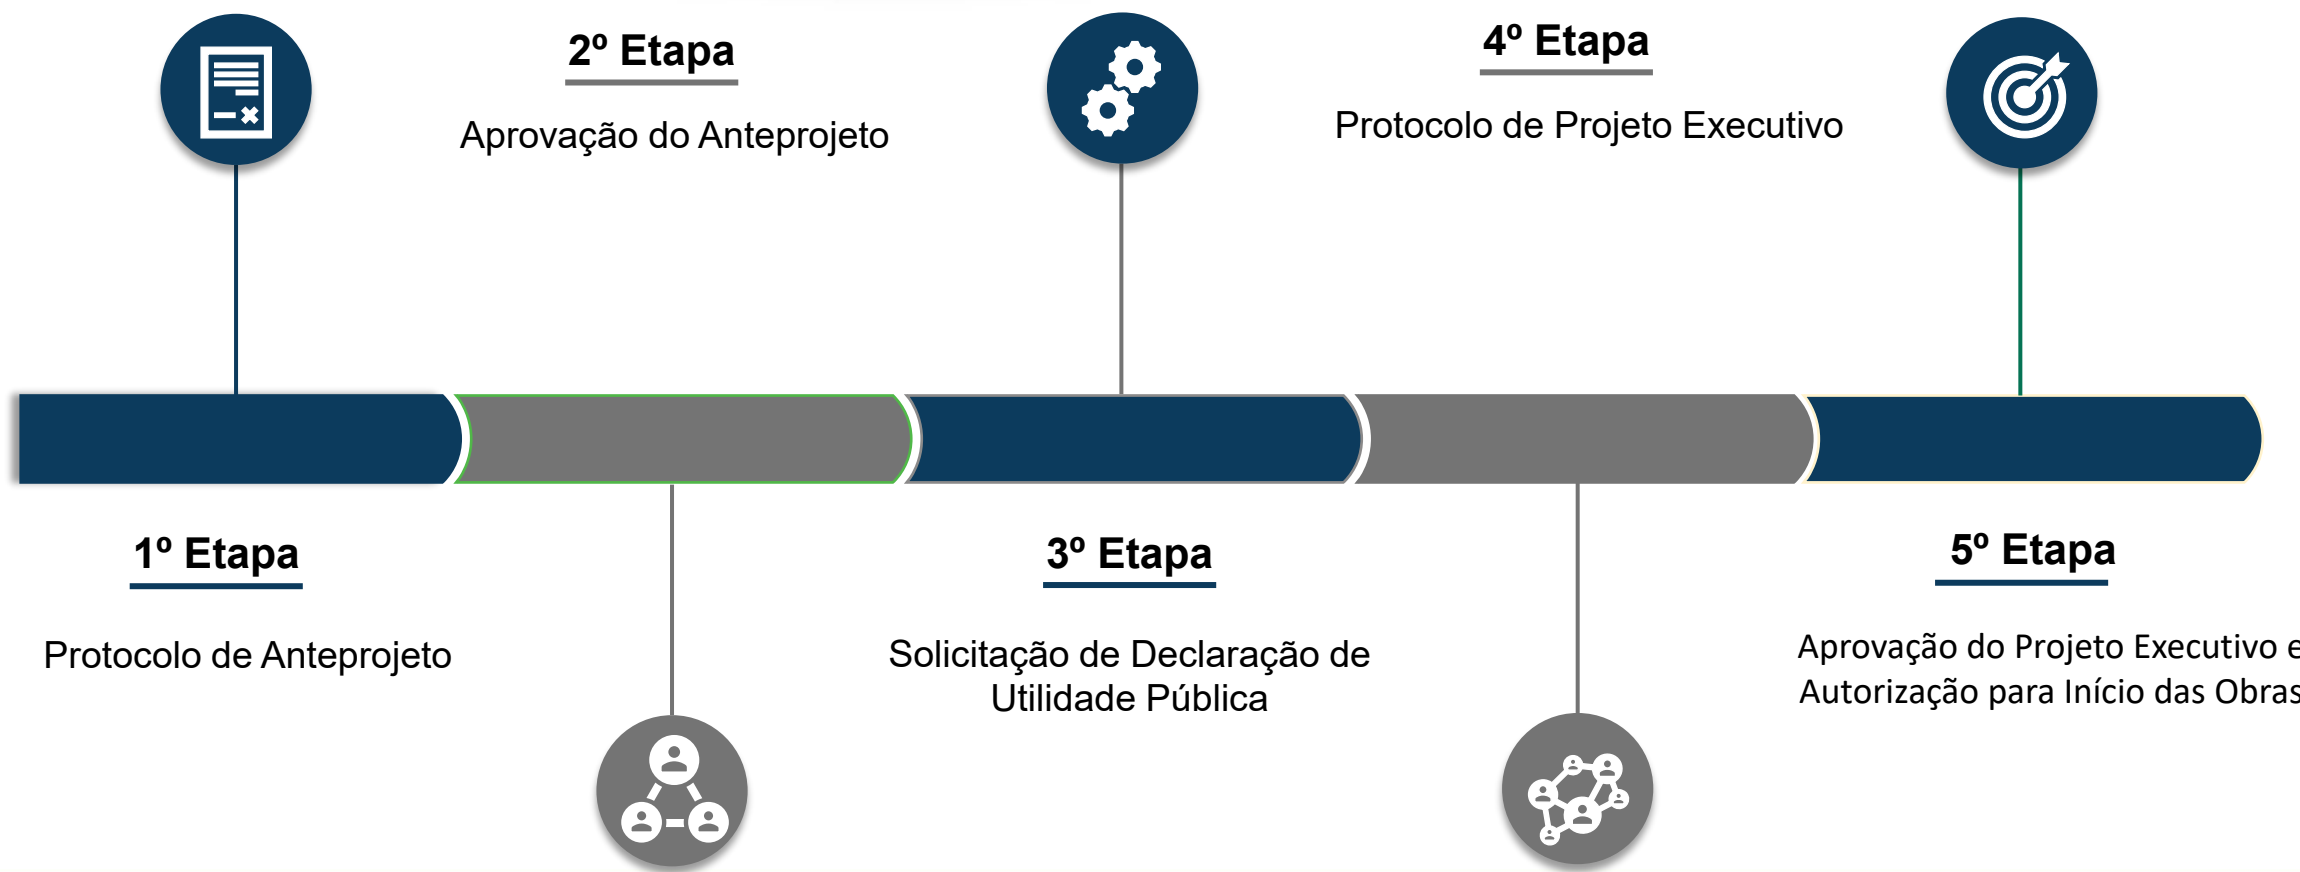 1º Etapa
Protocolo de Anteprojeto
2º Etapa
Aprovação do Anteprojeto
3º Etapa
Solicitação de Declaração de
Utilidade Pública
4º Etapa
Protocolo de Projeto Executivo
5º Etapa
Aprovação do Projeto Executivo e
Autorização para Início das Obras